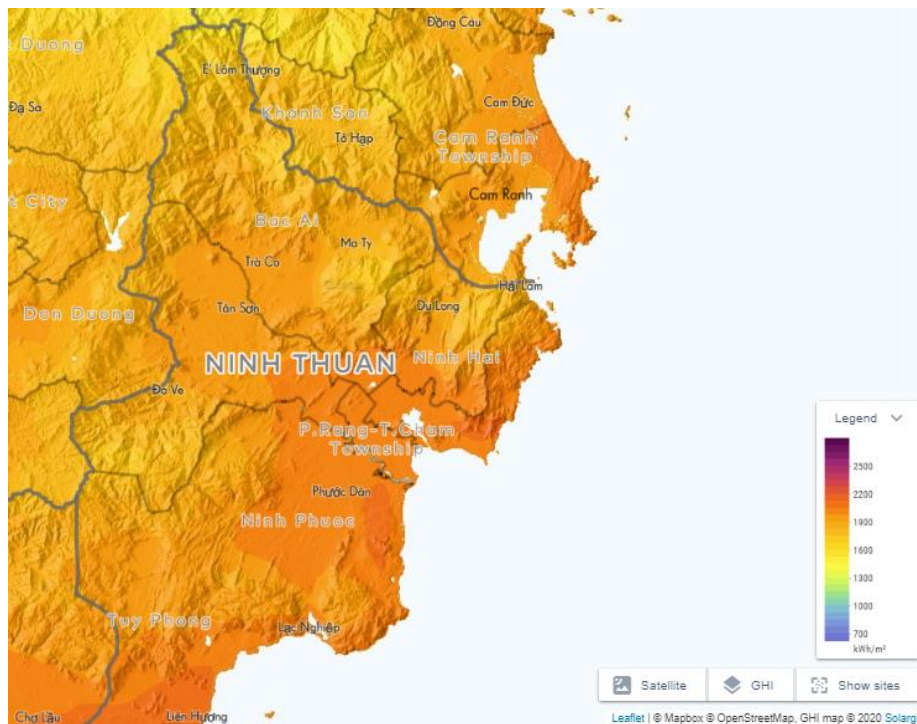 Đồng Cau
Duong
E' Lâm Thượng
Cam Đức
Đạ Sa
Khanh Son
Tô Hạp
Cam Ranh
Township
t City
Cam Ranh
Bac Ai
Ma Ty
Trà Co
Hải Lâm
Tân Sơn
Du Long
Don Duong
NINH THUAN
Ninh Hai
Đá Ve
P.Rang-T.Cham
Township
Phước Dân
Ninh Phuoc
Tuy Phong
Lạc Nghiệp
Chợ Lầu
Liên Hương
Legend
2500
2200
1900
1600
1300
1000
700
kWh/m²
Satellite
GHI
Show sites
Leaflet | © Mapbox © OpenStreetMap, GHI map © 2020 Solarg